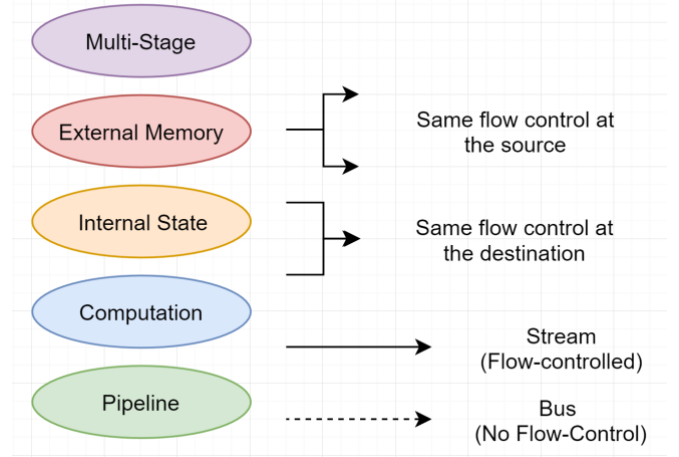 Multi-Stage
External Memory
Internal State
Computation
Pipeline
Same flow control at
the source
Same flow control at
the destination
Stream
(Flow-controlled)
Bus
(No Flow-Control)